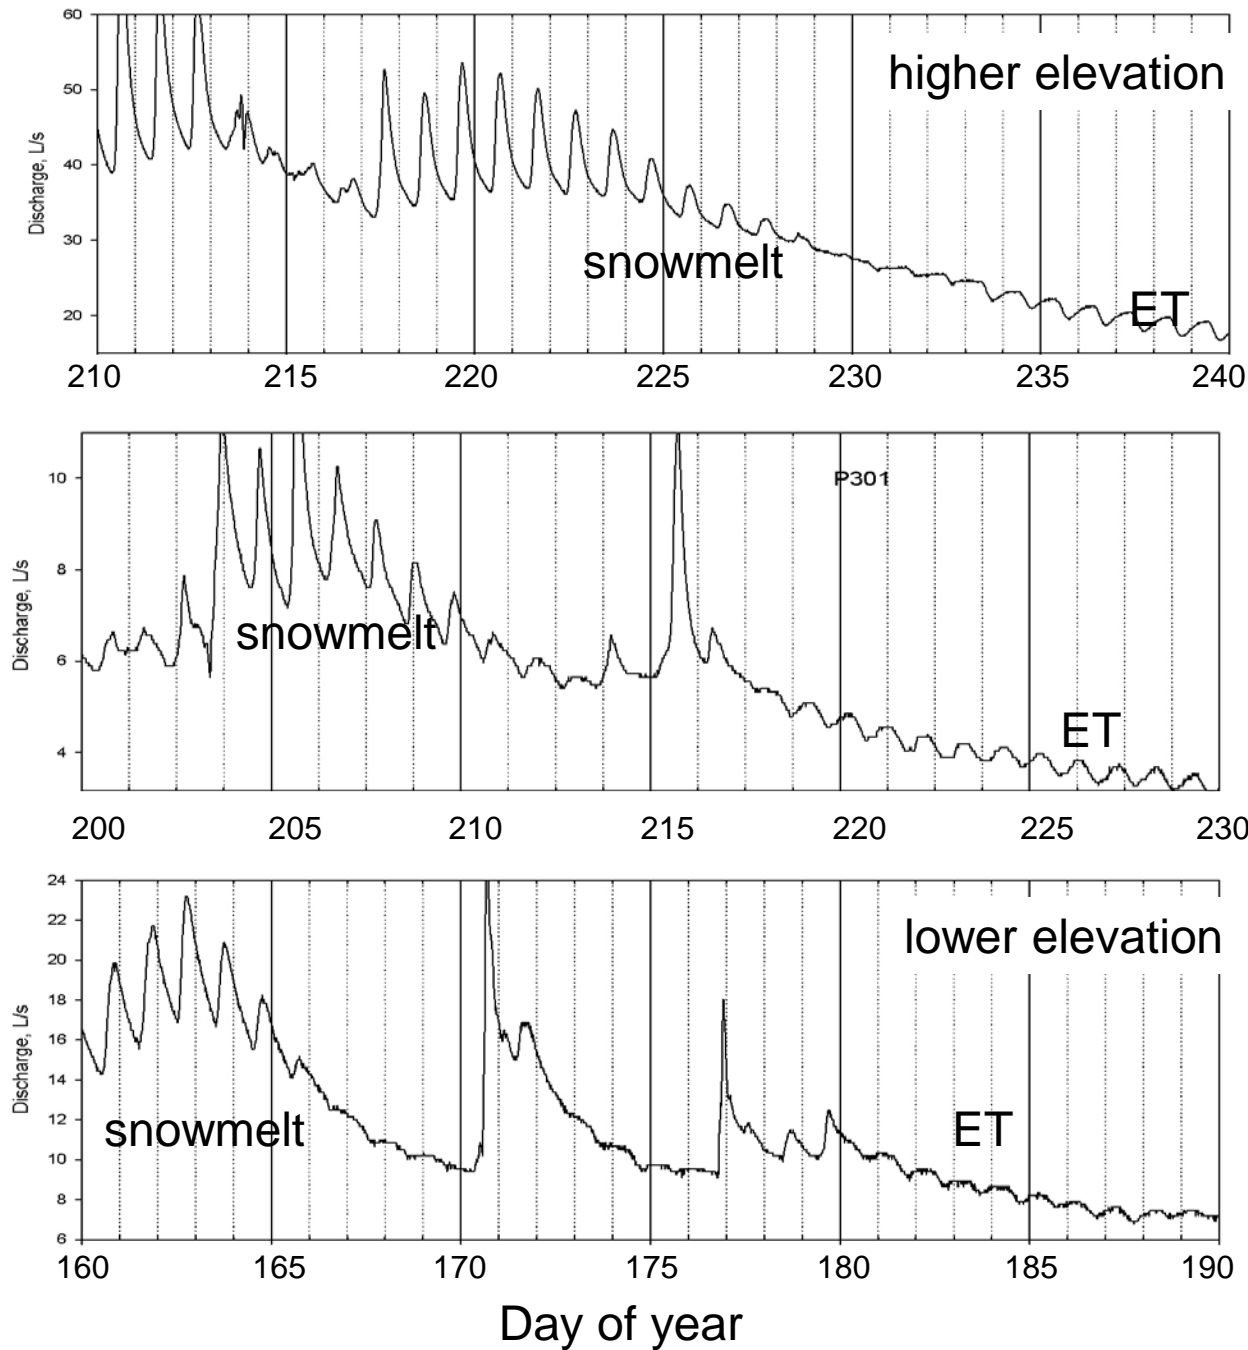 60
higher elevation
50
40
Discharge, L/s
30
snowmelt
ET
20
210 215 220 225 230 235 240
10
P301
8
Discharge, L/s
snowmelt
6
ET
4
200 205 210 215 220 225 230
24
22
lower elevation
20
18
16
Discharge, L/s
14
12
snowmelt
ET
10
8
6
160 165 170 175 180 185 190
Day of year